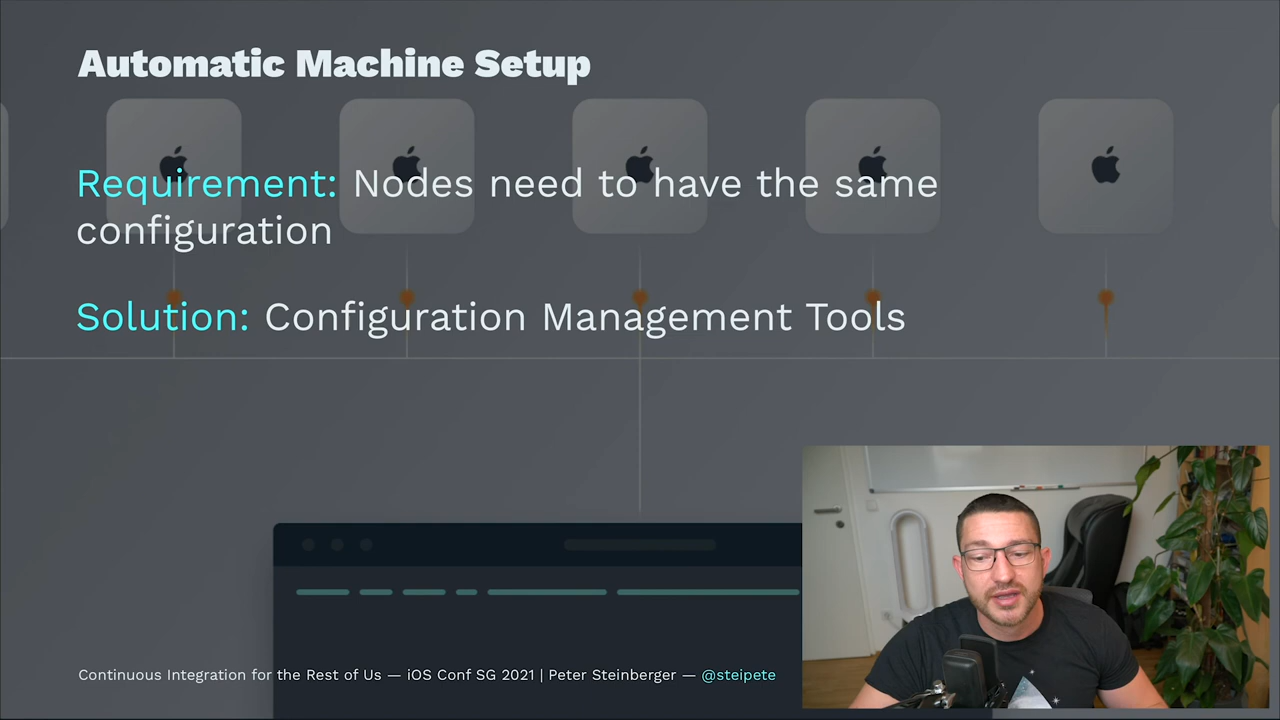 Automatic Machine Setup
Requirement: Nodes need to have the same
configuration
Solution: Configuration Management Tools
Continuous Integration for the Rest of Us — iOS Conf SG 2021 | Peter Steinberger — @steipete